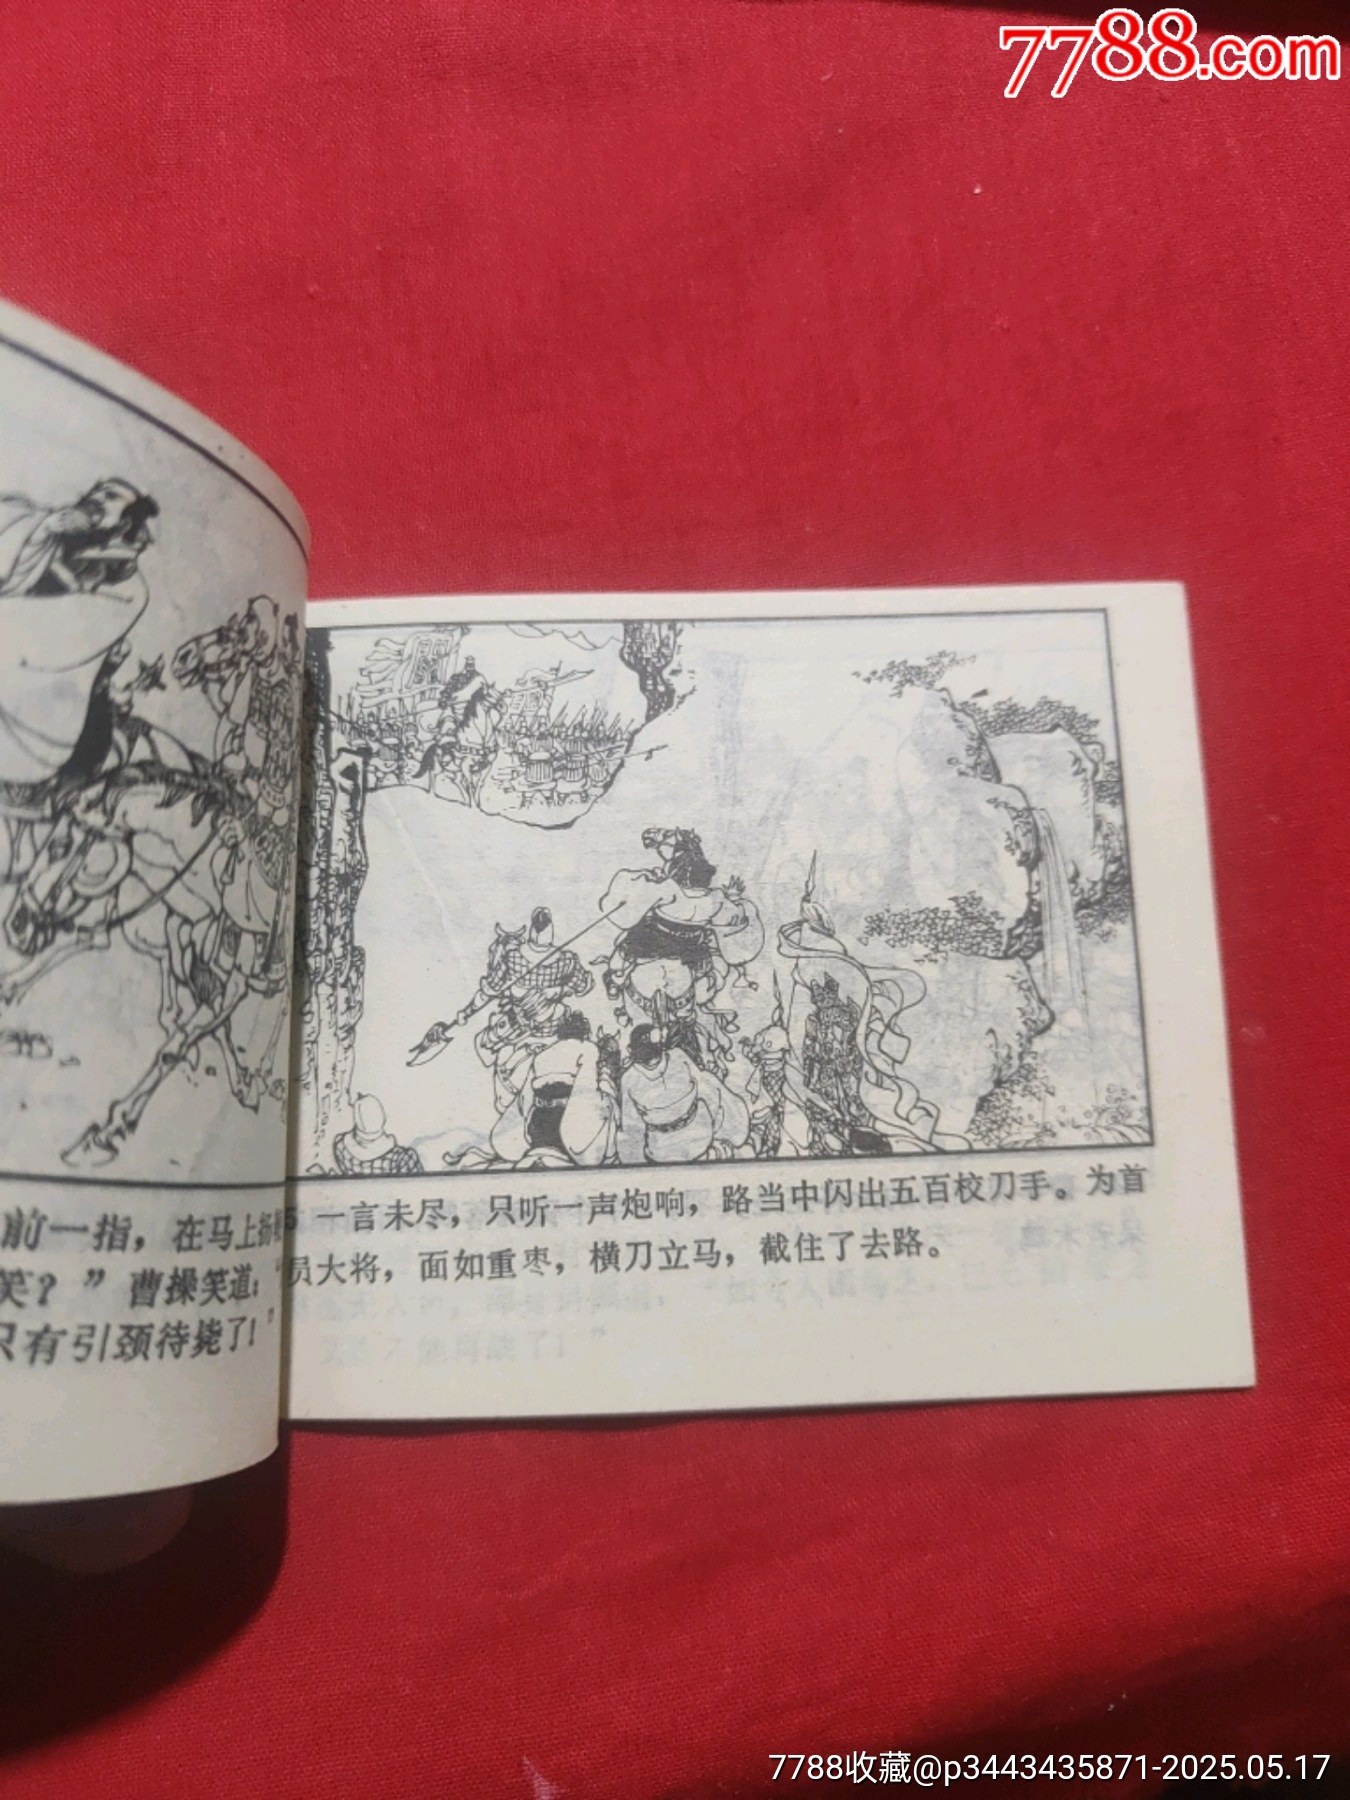 7788.com
前一指，在马上扬
笑？”曹操笑道：“
只有引颈待毙了！”
一言未尽，只听一声炮响，路当中闪出五百校刀手。为首
员大将，面如重枣，横刀立马，截住了去路。
7788收藏@p3443435871-2025.05.17